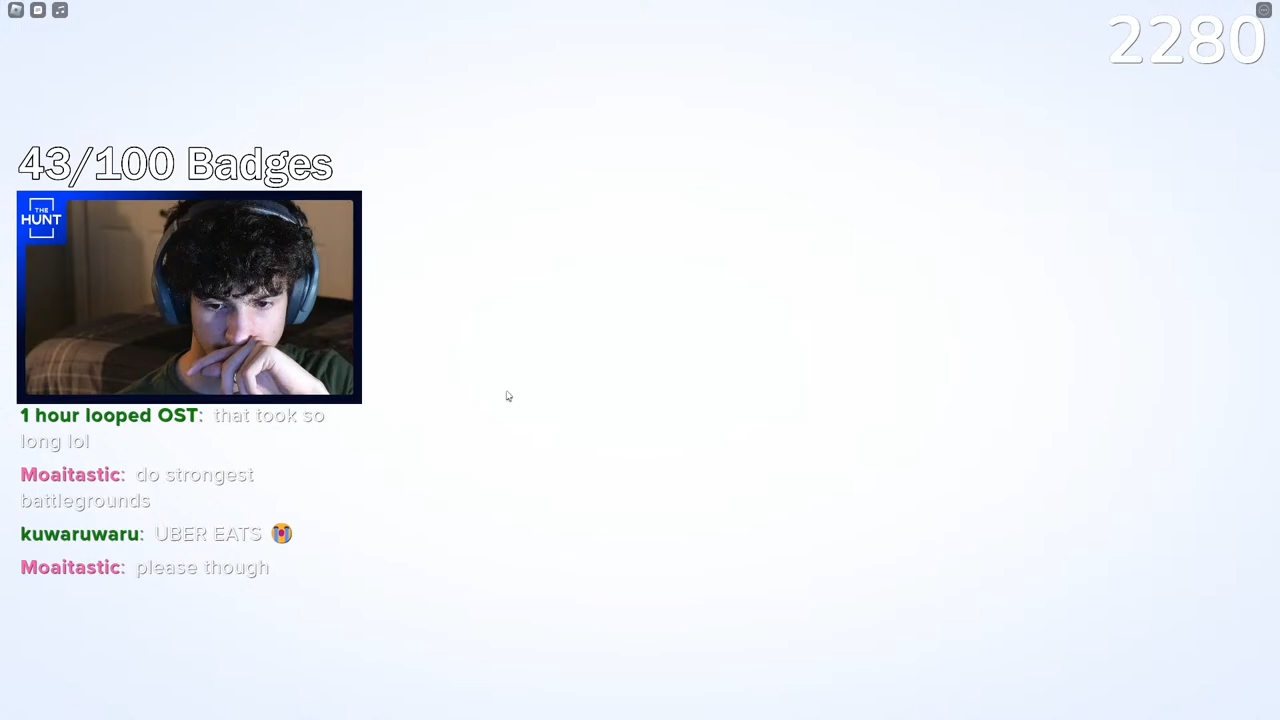 2280
43/100 Badges
THE
HUNT
1 hour looped OST: that took so
long lol
Moaitastic: do strongest
battlegrounds
kuwaruwaru: UBER EATS 😭
Moaitastic: please though